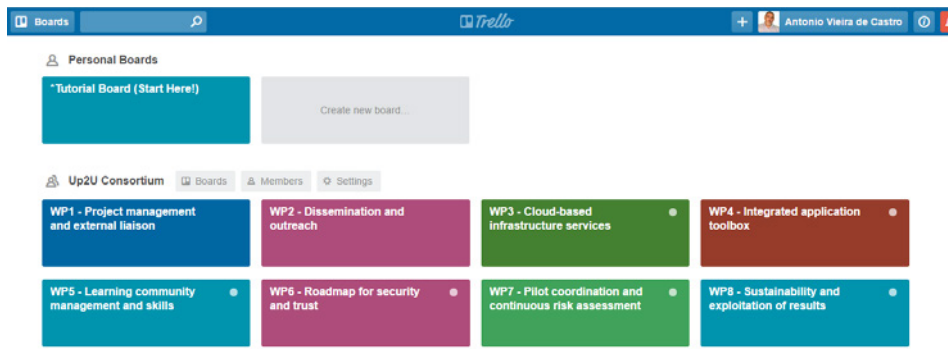 Boards
Trello
Antonio Vieira de Castro
Personal Boards
*Tutorial Board (Start Here!)
Create new board...
Up2U Consortium Boards Members Settings
WP1 - Project management
and external liaison
WP2 - Dissemination and
outreach
WP3 - Cloud-based
infrastructure services
WP4 - Integrated application
toolbox
WP5 - Learning community
management and skills
WP6 - Roadmap for security
and trust
WP7 - Pilot coordination and
continuous risk assessment
WP8 - Sustainability and
exploitation of results